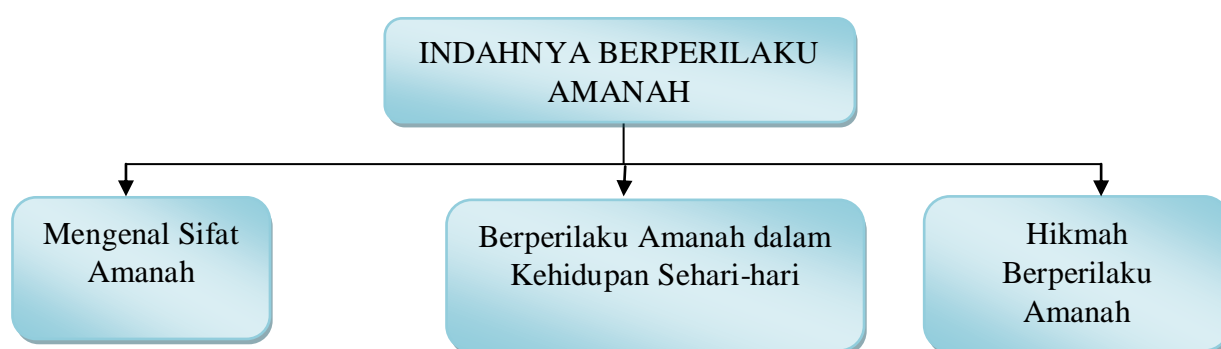 INDAHNYA BERPERILAKU
AMANAH
Mengenal Sifat
Amanah
Berperilaku Amanah dalam
Kehidupan Sehari-hari
Hikmah
Berperilaku
Amanah